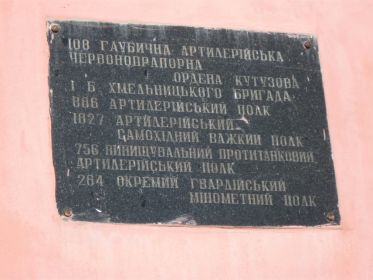 108 ГАУБИЧНА АРТИЛЕРІЙСЬКА
ЧЕРВОНОПРАПОРНА
ОРДЕНА КУТУЗОВА
І Б. ХМЕЛЬНИЦЬКОГО БРИГАДА
АРТИЛЕРІЙСЬКИЙ ПОЛК
1827 АРТИЛЕРІЙСЬКИЙ
САМОХІДНИЙ ВАЖКИЙ ПОЛК
756 ВИНИЩУВАЛЬНИЙ ПРОТИТАНКОВИЙ
АРТИЛЕРІЙСЬКИЙ ПОЛК
264 ОКРЕМИЙ ГВАРДІЙСЬКИЙ
МІНОМЕТНИЙ ПОЛК